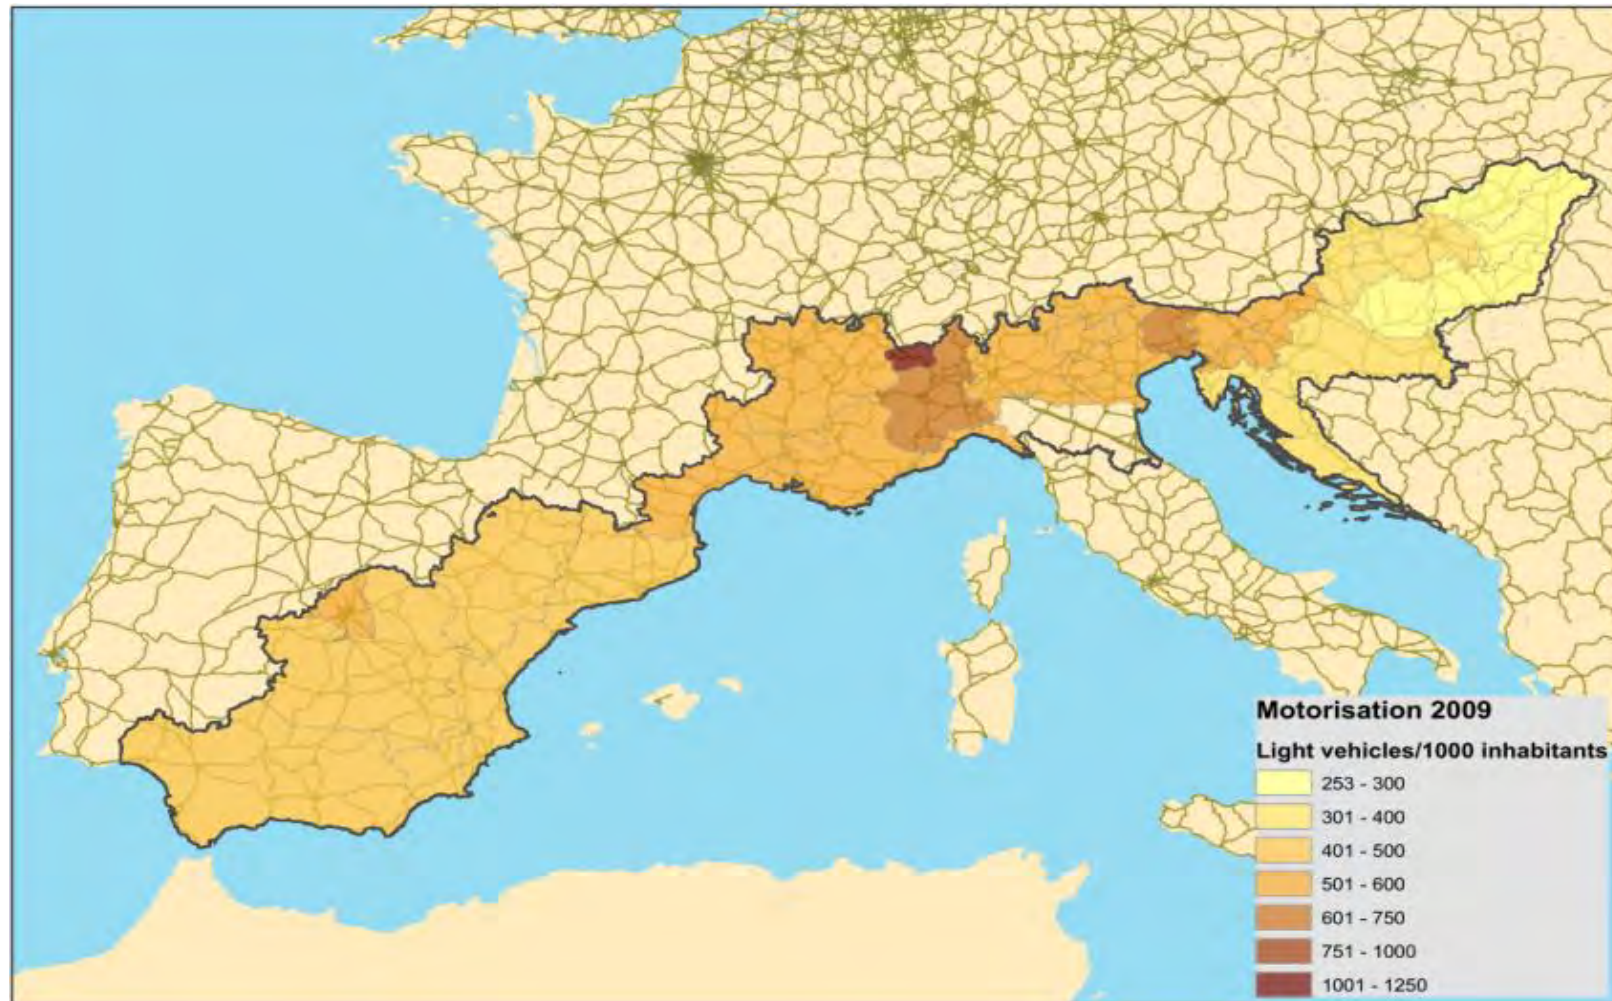 Motorisation 2009
Light vehicles/1000 inhabitants
253 - 300
301 - 400
401 - 500
501 - 600
601 - 750
751 - 1000
1001 - 1250